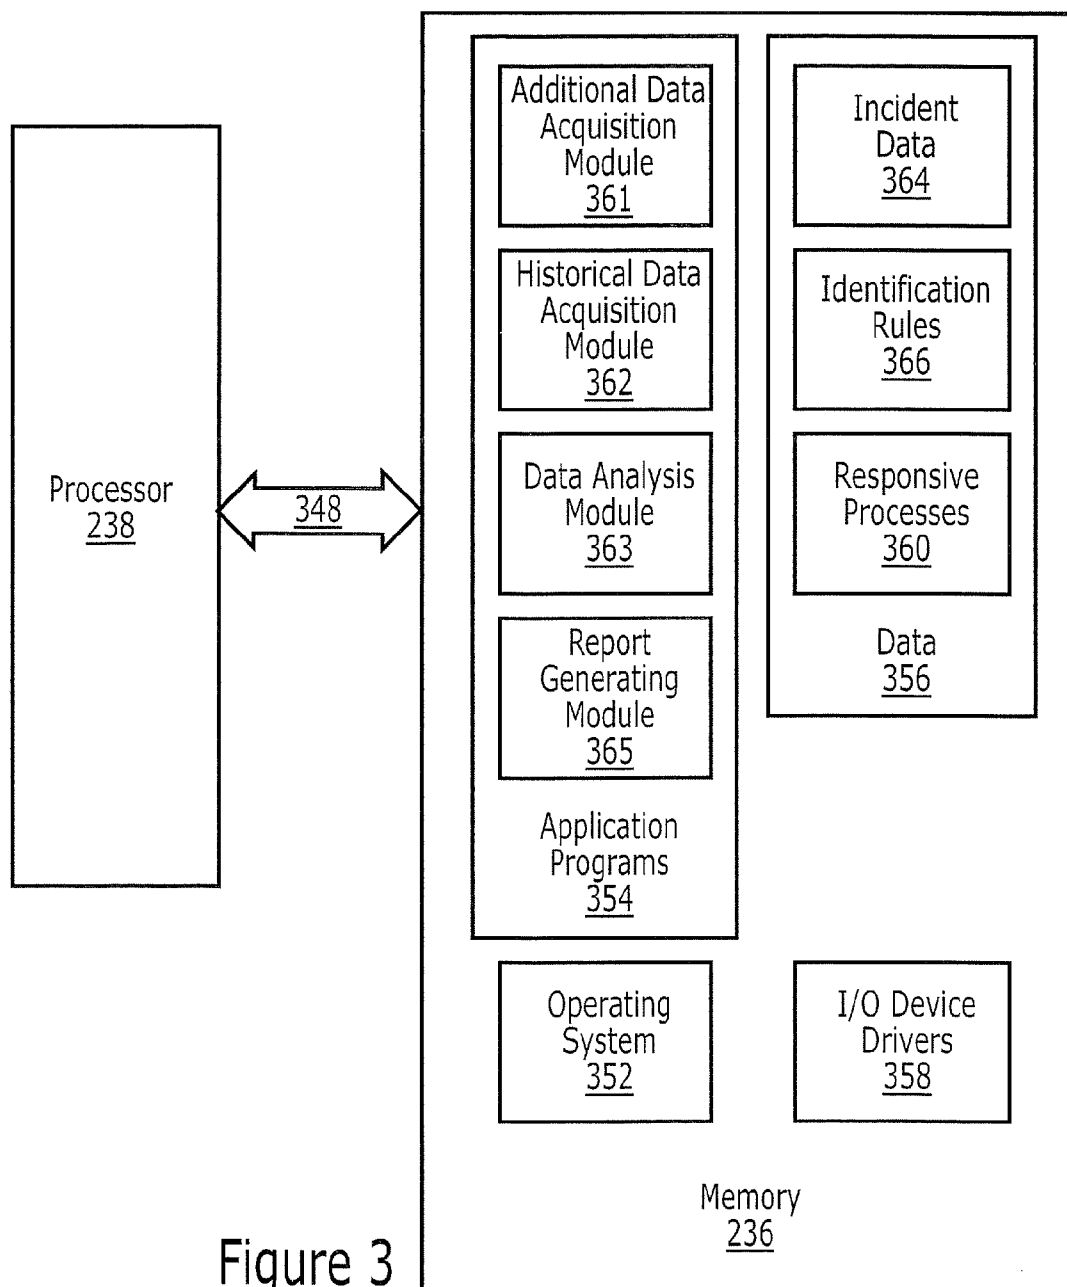 Processor
238
348
Additional Data
Acquisition
Module
361
Historical Data
Acquisition
Module
362
Data Analysis
Module
363
Report
Generating
Module
365
Application
Programs
354
Incident
Data
364
Identification
Rules
366
Responsive
Processes
360
Data
356
Operating
System
352
I/O Device
Drivers
358
Memory
236
Figure 3